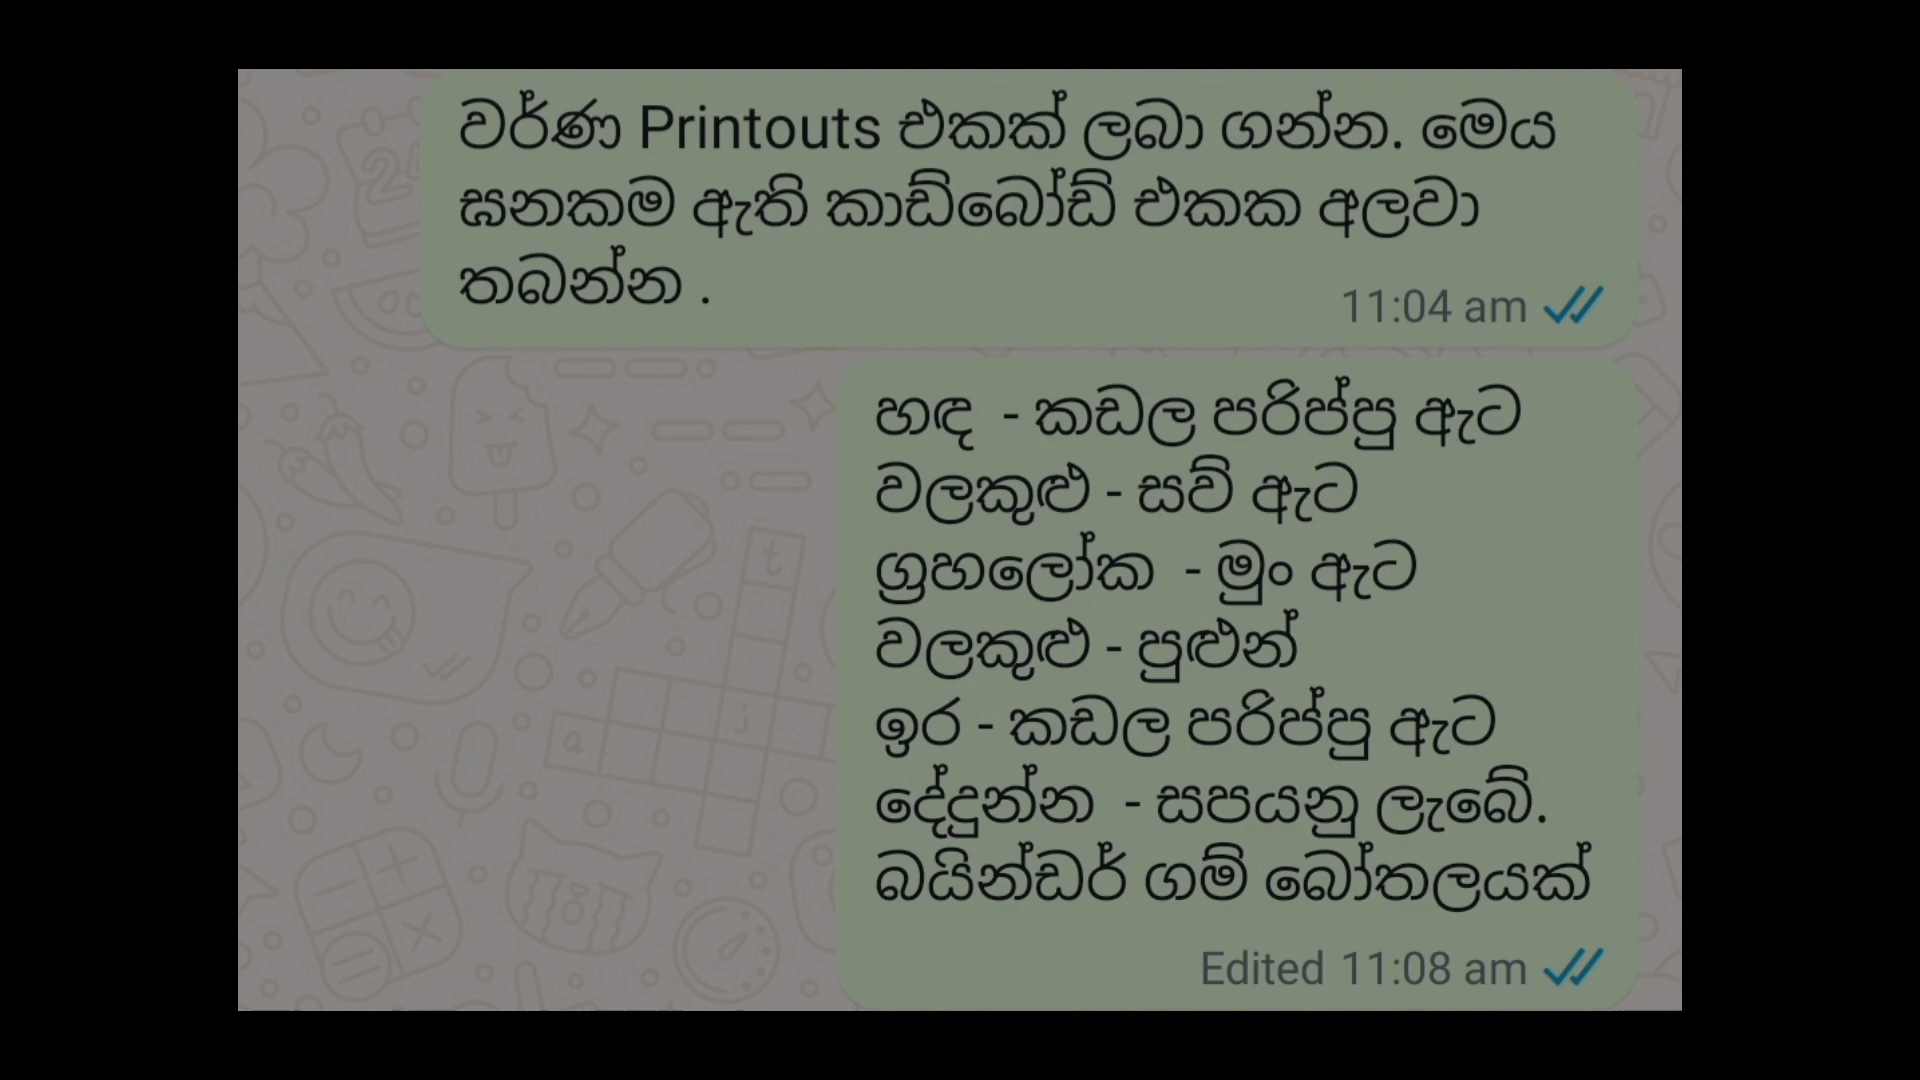 වර්ණ Printouts එකක් ලබා ගන්න. මෙය
ඝනකම ඇති කාඩ්බෝඩ් එකක අලවා
තබන්න .
11:04 am
හඳ - කඩල පරිප්පු ඇට
වලකුළු - සව් ඇට
ග්‍රහලෝක - මුං ඇට
වලකුළු - පුළුන්
ඉර - කඩල පරිප්පු ඇට
දේදුන්න - සපයනු ලැබේ.
බයින්ඩර් ගම් බෝතලයක්
Edited 11:08 am